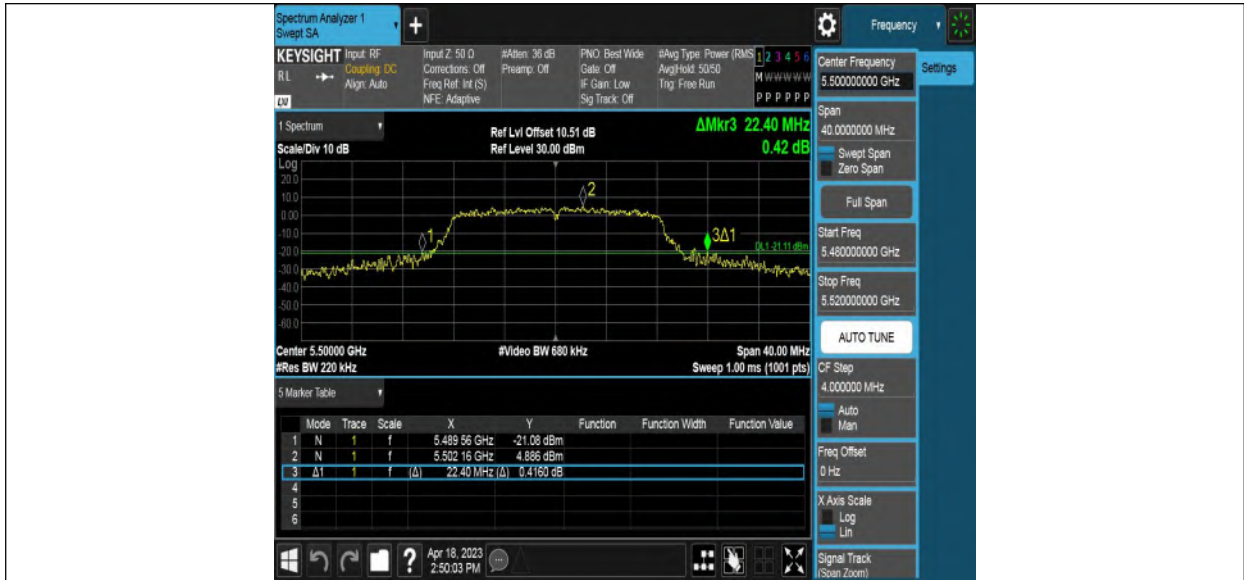 Spectrum Analyzer 1
Swept SA
Frequency
KEYSIGHT Input: RF Input Z: 50 Ω #Atten: 36 dB PNO: Best Wide #Avg Type: Power (RMS 1 2 3 4 5 6
RL Coupling: DC Corrections: Off Preamp: Off Gate: Off Avg|Hold: 50/50 M W W W W W
Align: Auto Freq Ref: Int (S) IF Gain: Low Trig: Free Run
NFE: Adaptive Sig Track: Off P P P P P P
LXI
1 Spectrum
Ref Lvl Offset 10.51 dB ΔMkr3 22.40 MHz
Scale/Div 10 dB Ref Level 30.00 dBm 0.42 dB
Log
20.0
10.0
0.00
-10.0
-20.0
-30.0
-40.0
-50.0
-60.0
1
2
3Δ1
DL1 -21.11 dBm
Center 5.50000 GHz #Video BW 680 kHz Span 40.00 MHz
#Res BW 220 kHz Sweep 1.00 ms (1001 pts)
5 Marker Table
Mode Trace Scale X Y Function Function Width Function Value
1 N 1 f 5.489 56 GHz -21.08 dBm
2 N 1 f 5.502 16 GHz 4.886 dBm
3 Δ1 1 f (Δ) 22.40 MHz (Δ) 0.4160 dB
4
5
6
Apr 18, 2023
2:50:03 PM
?
Center Frequency
5.500000000 GHz
Settings
Span
40.0000000 MHz
Swept Span
Zero Span
Full Span
Start Freq
5.480000000 GHz
Stop Freq
5.520000000 GHz
AUTO TUNE
CF Step
4.000000 MHz
Auto
Man
Freq Offset
0 Hz
X Axis Scale
Log
Lin
Signal Track
(Span Zoom)